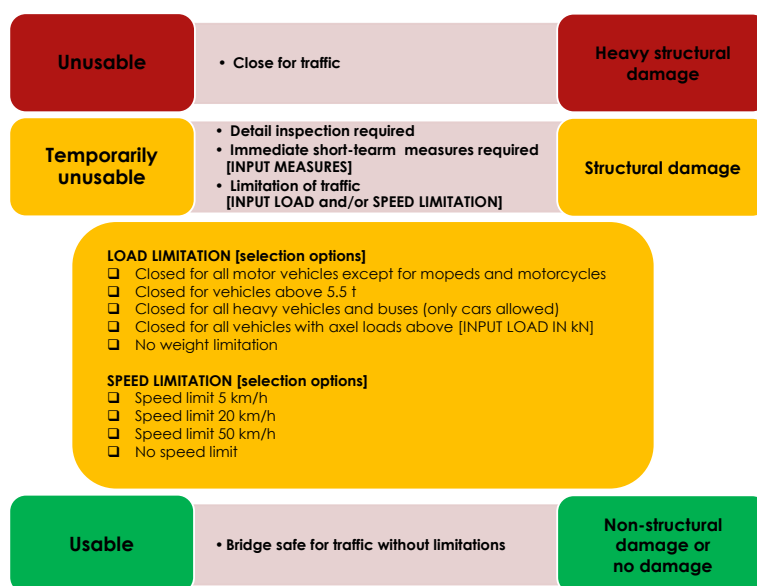 Unusable
• Close for traffic
Heavy structural
damage
Temporarily
unusable
• Detail inspection required
• Immediate short-tearm measures required
[INPUT MEASURES]
• Limitation of traffic
[INPUT LOAD and/or SPEED LIMITATION]
Structural damage
LOAD LIMITATION [selection options]
❑ Closed for all motor vehicles except for mopeds and motorcycles
❑ Closed for vehicles above 5.5 t
❑ Closed for all heavy vehicles and buses (only cars allowed)
❑ Closed for all vehicles with axel loads above [INPUT LOAD IN kN]
❑ No weight limitation
SPEED LIMITATION [selection options]
❑ Speed limit 5 km/h
❑ Speed limit 20 km/h
❑ Speed limit 50 km/h
❑ No speed limit
Usable
• Bridge safe for traffic without limitations
Non-structural
damage or
no damage